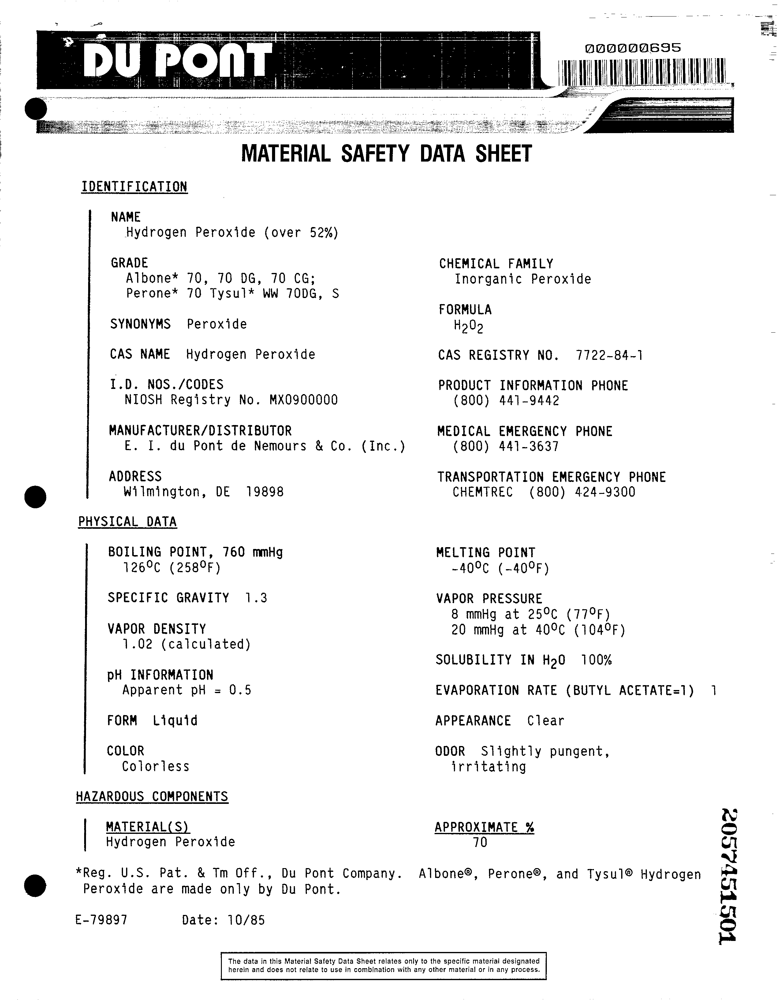 DU PONT
000000695
MATERIAL SAFETY DATA SHEET
IDENTIFICATION
NAME
Hydrogen Peroxide (over 52%)
GRADE
Albone* 70, 70 DG, 70 CG;
Perone* 70 Tysul* WW 70DG, S
CHEMICAL FAMILY
Inorganic Peroxide
FORMULA
H2O2
SYNONYMS Peroxide
CAS NAME Hydrogen Peroxide
CAS REGISTRY NO. 7722-84-1
I.D. NOS./CODES
NIOSH Registry No. MX0900000
PRODUCT INFORMATION PHONE
(800) 441-9442
MANUFACTURER/DISTRIBUTOR
E. I. du Pont de Nemours & Co. (Inc.)
MEDICAL EMERGENCY PHONE
(800) 441-3637
ADDRESS
Wilmington, DE 19898
TRANSPORTATION EMERGENCY PHONE
CHEMTREC (800) 424-9300
PHYSICAL DATA
BOILING POINT, 760 mmHg
126ºC (258ºF)
MELTING POINT
-40ºC (-40ºF)
SPECIFIC GRAVITY 1.3
VAPOR PRESSURE
8 mmHg at 25ºC (77ºF)
20 mmHg at 40ºC (104ºF)
VAPOR DENSITY
1.02 (calculated)
SOLUBILITY IN H2O 100%
pH INFORMATION
Apparent pH = 0.5
EVAPORATION RATE (BUTYL ACETATE=1) 1
FORM Liquid
APPEARANCE Clear
COLOR
Colorless
ODOR Slightly pungent,
irritating
HAZARDOUS COMPONENTS
MATERIAL(S)
Hydrogen Peroxide
APPROXIMATE %
70
*Reg. U.S. Pat. & Tm Off., Du Pont Company. Albone®, Perone®, and Tysul® Hydrogen
Peroxide are made only by Du Pont.
E-79897 Date: 10/85
The data in this Material Safety Data Sheet relates only to the specific material designated
herein and does not relate to use in combination with any other material or in any process.
2057451501